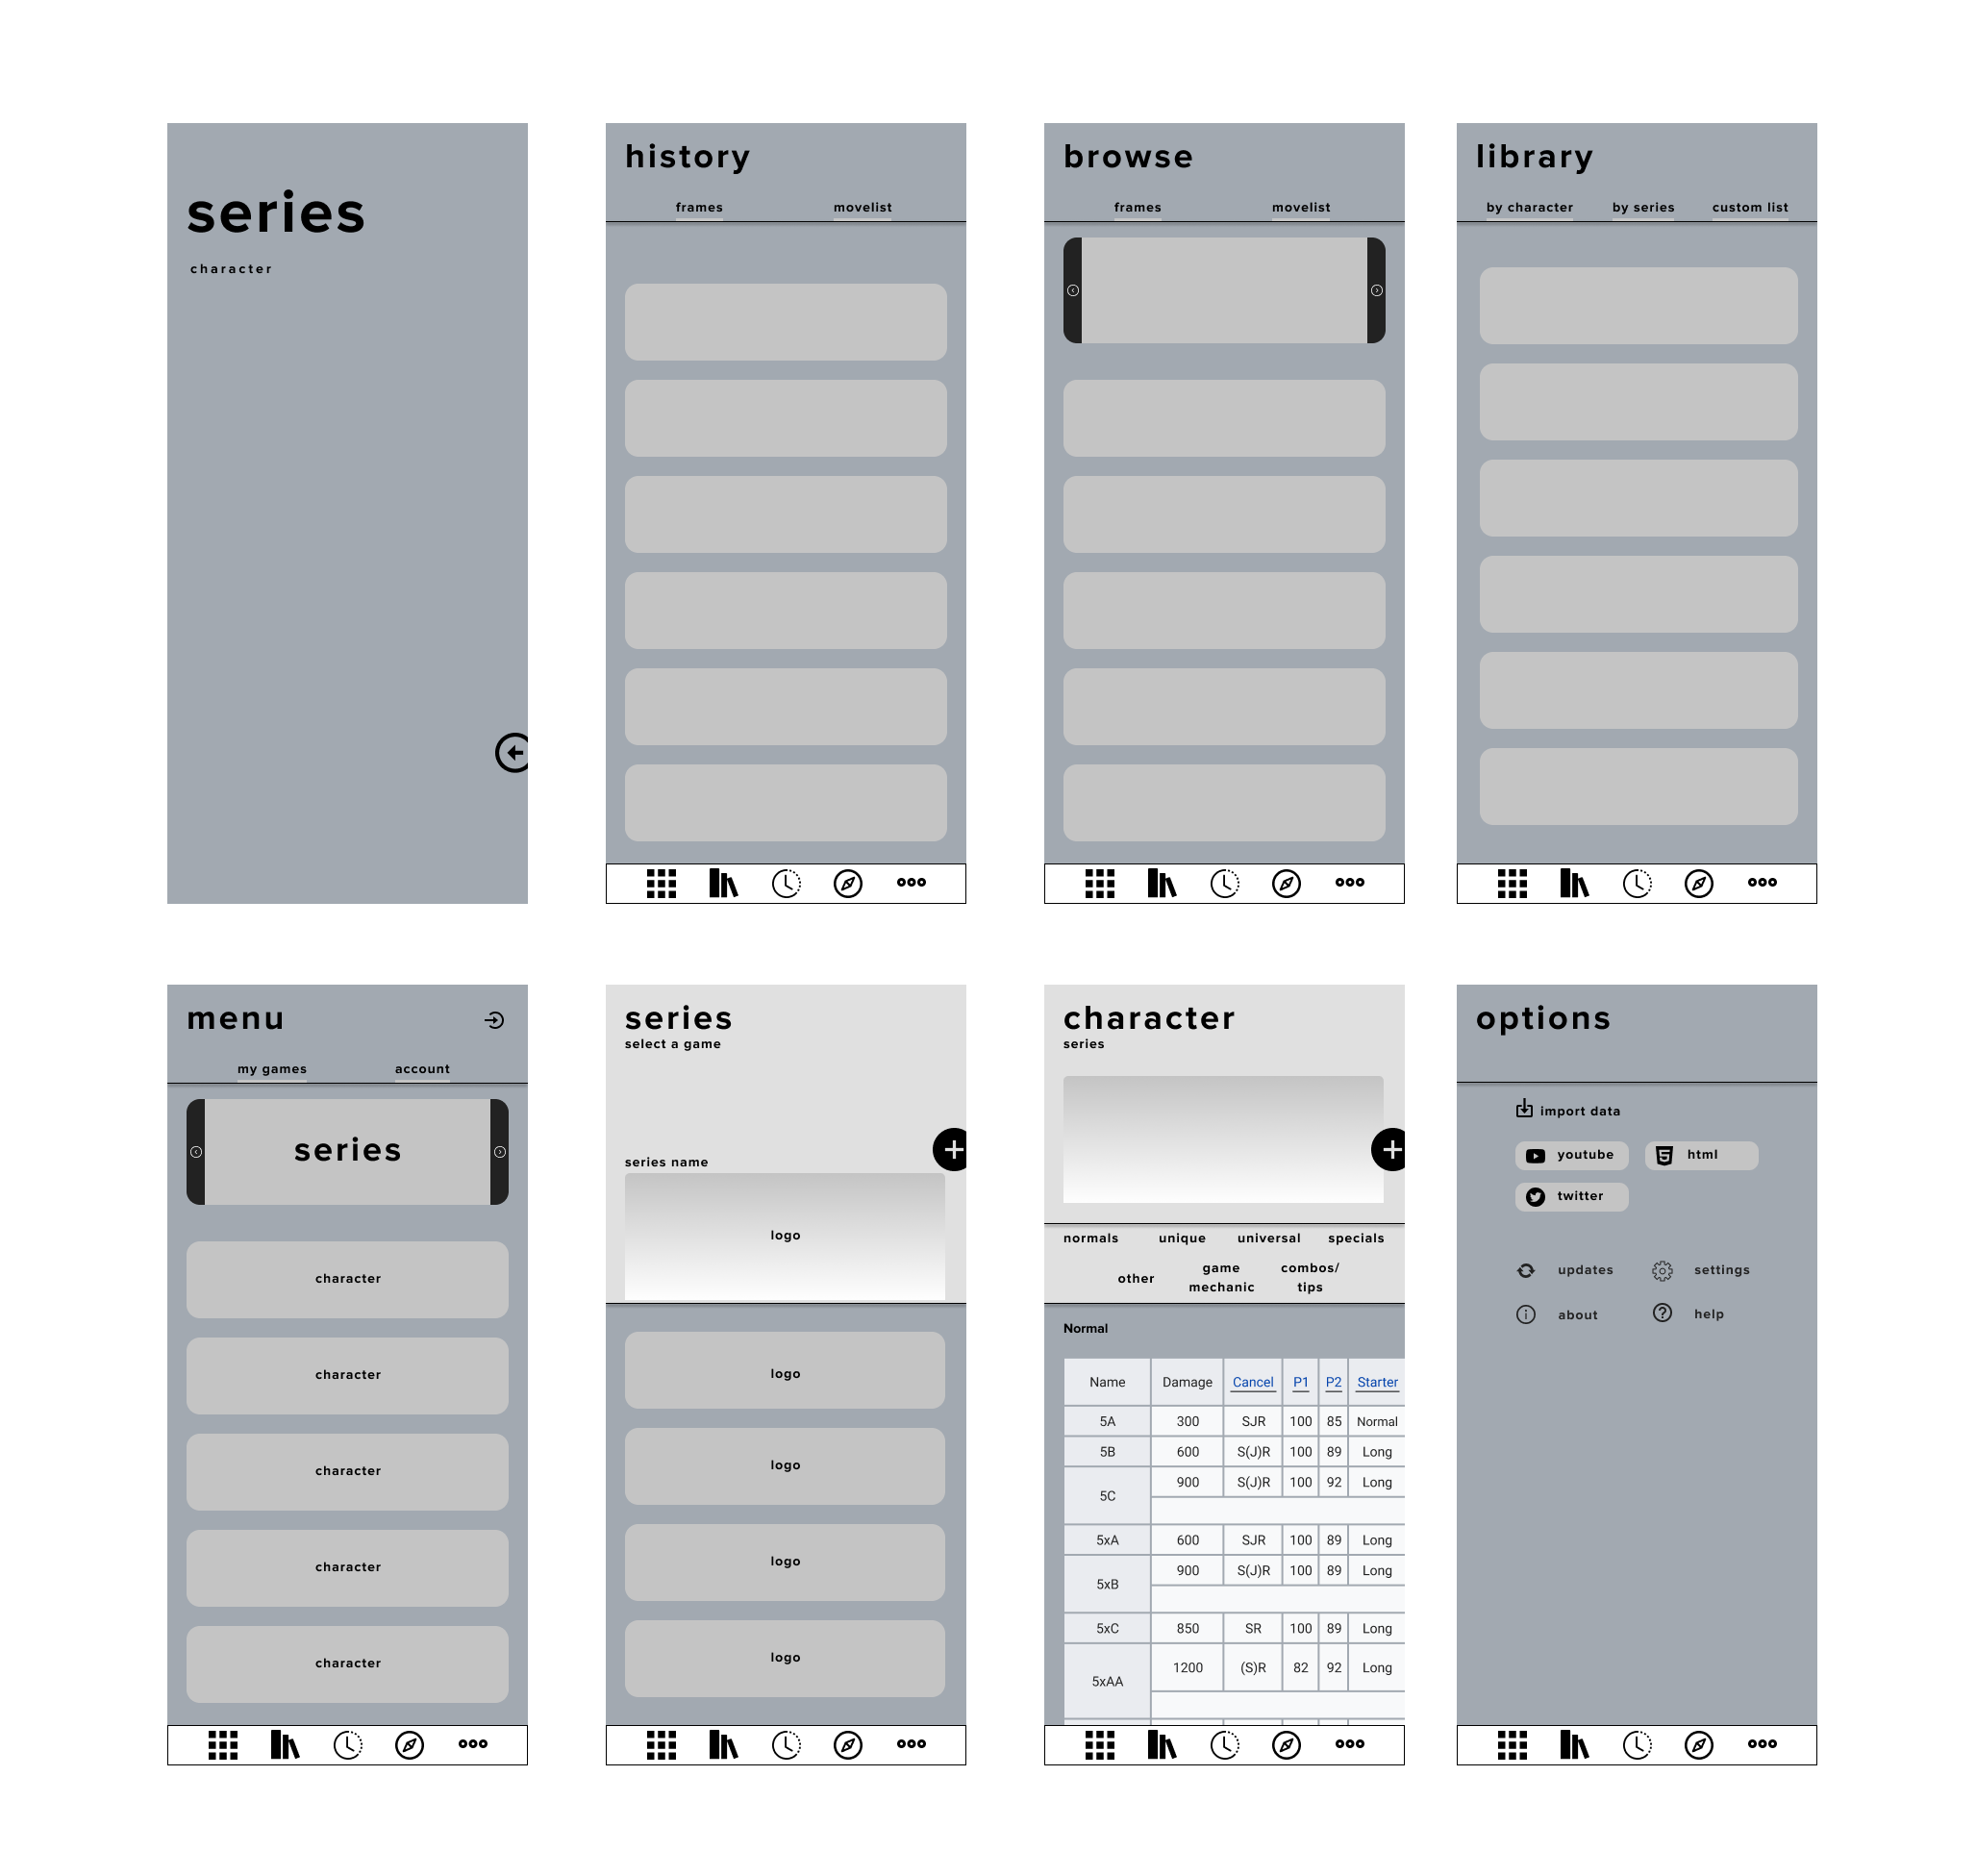 series
character
history
frames movelist
browse
frames movelist
library
by character by series custom list
menu
my games account
series
character
character
character
character
character
series
select a game
series name
logo
logo
logo
logo
logo
character
series
normals unique universal specials
other game mechanic combos/ tips
Normal
Name Damage Cancel P1 P2 Starter
5A 300 SJR 100 85 Normal
5B 600 S(J)R 100 89 Long
5C 900 S(J)R 100 92 Long
5xA 600 SJR 100 89 Long
5xB 900 S(J)R 100 89 Long
5xC 850 SR 100 89 Long
5xAA 1200 (S)R 82 92 Long
options
import data
youtube html
twitter
updates settings
about help